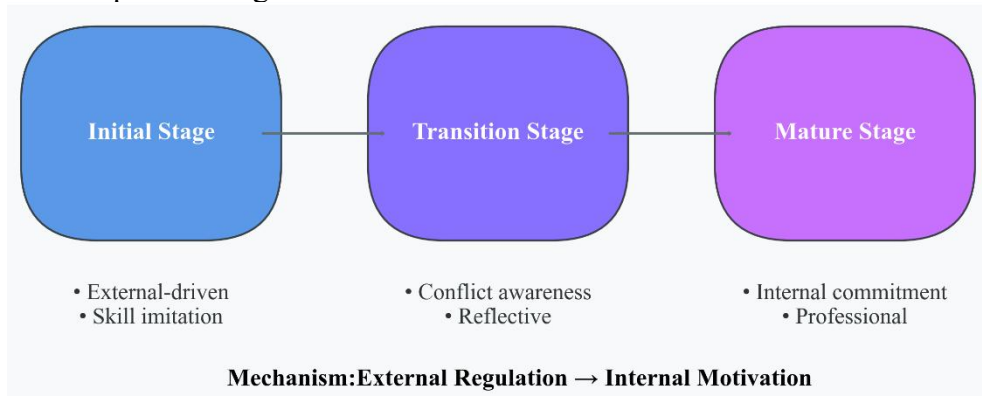 Initial Stage
Transition Stage
Mature Stage
• External-driven
• Skill imitation
• Conflict awareness
• Reflective
• Internal commitment
• Professional
Mechanism:External Regulation → Internal Motivation